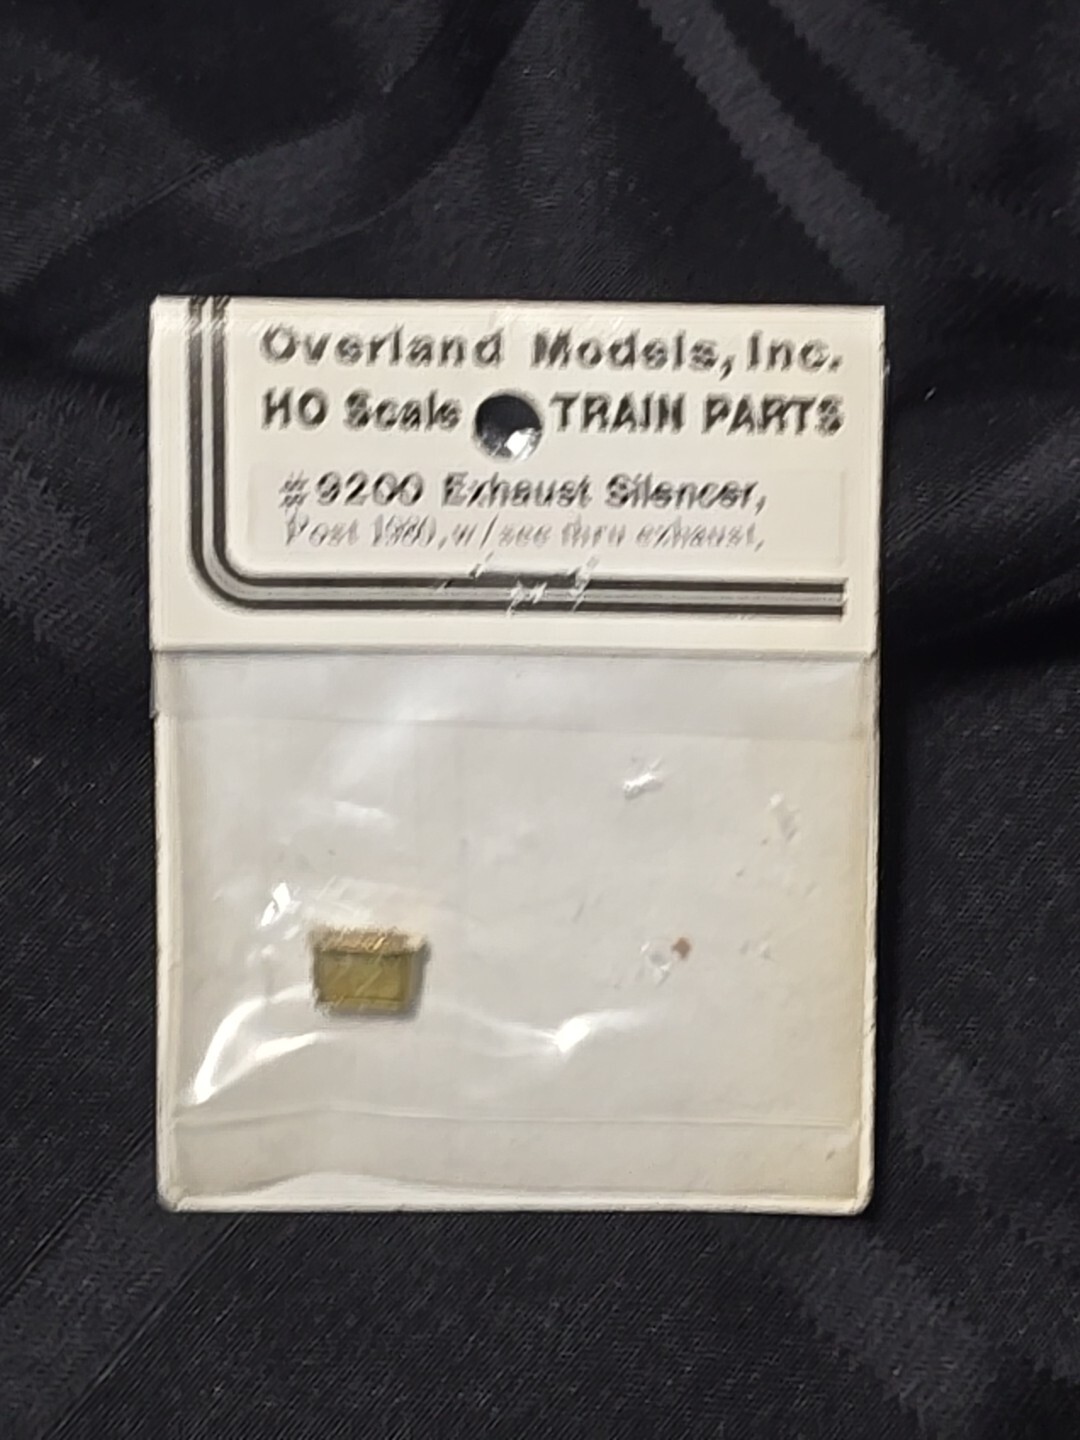 Overland Models, Inc.
HO Scale TRAIN PARTS
#9200 Exhaust Silencer,
Post 1980, w/see thru exhaust,